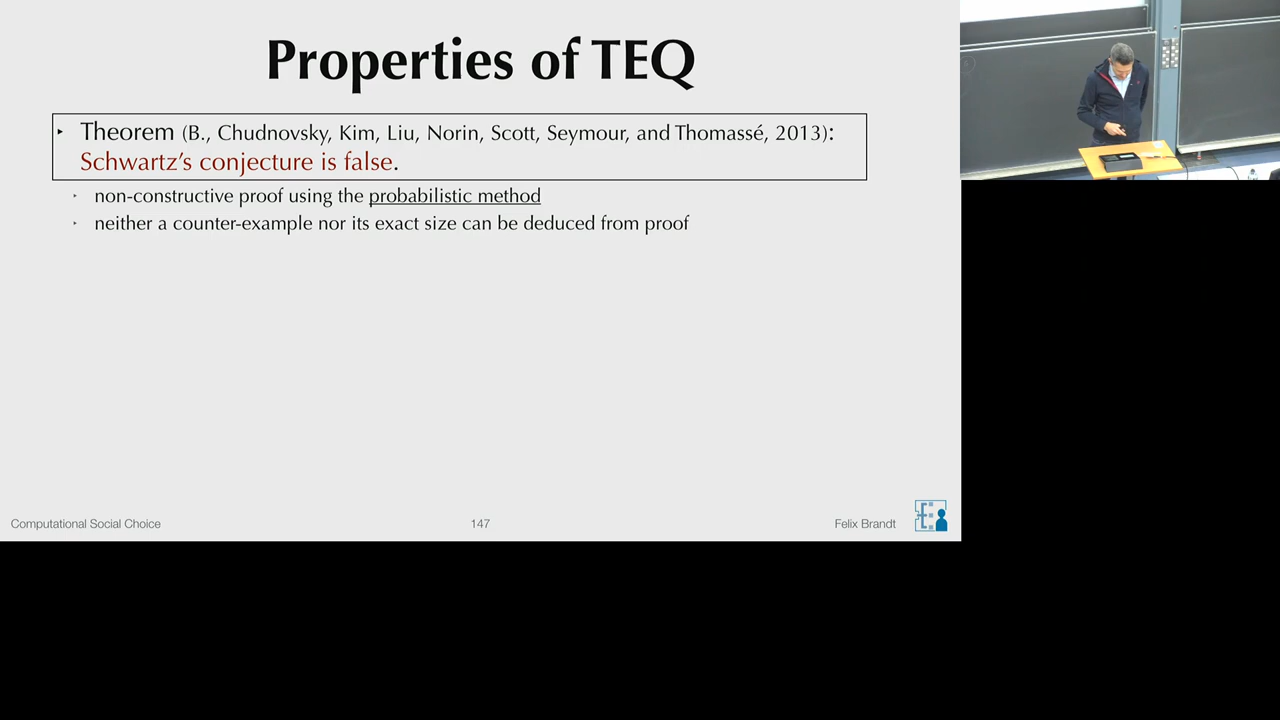 Properties of TEQ
‣ Theorem (B., Chudnovsky, Kim, Liu, Norin, Scott, Seymour, and Thomassé, 2013):
Schwartz’s conjecture is false.
‣ non-constructive proof using the probabilistic method
‣ neither a counter-example nor its exact size can be deduced from proof
Computational Social Choice
147
Felix Brandt